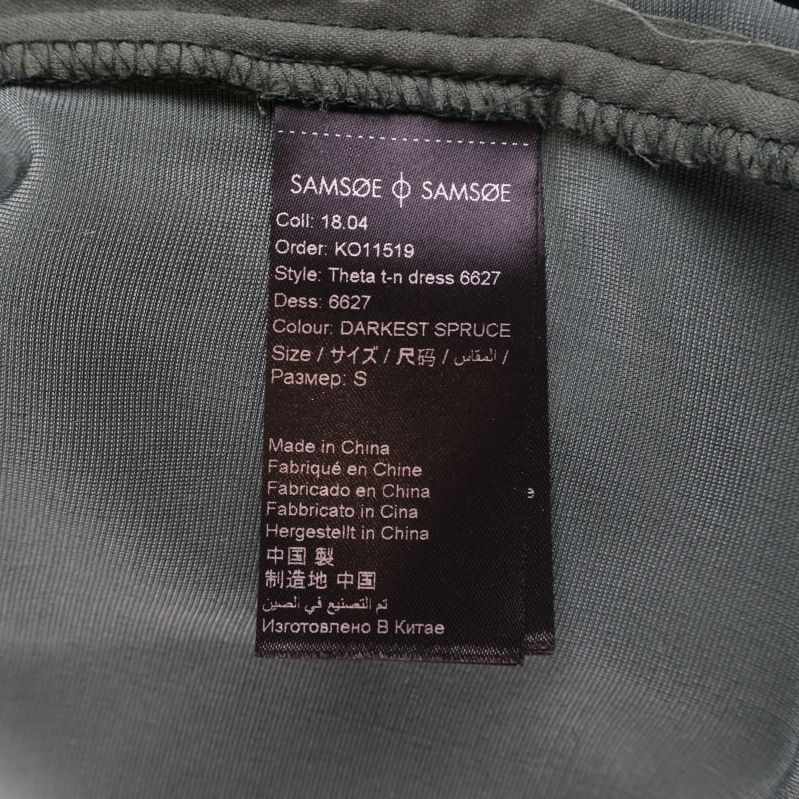 SAMSØE ϕ SAMSØE
Coll: 18.04
Order: KO11519
Style: Theta t-n dress 6627
Dess: 6627
Colour: DARKEST SPRUCE
Size / サイズ / 尺码 / المقاس /
Размер: S
Made in China
Fabriqué en Chine
Fabricado en China
Fabbricato in Cina
Hergestellt in China
中国 製
制造地 中国
تم التصنيع في الصين
Изготовлено В Китае